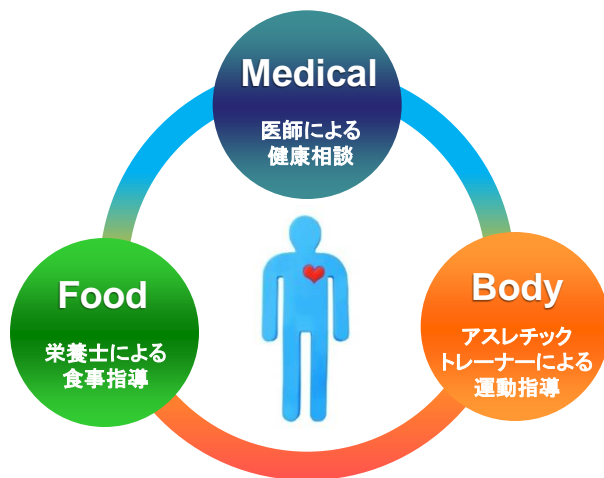 Medical
医師による
健康相談
Food
栄養士による
食事指導
Body
アスレチック
トレーナーによる
運動指導